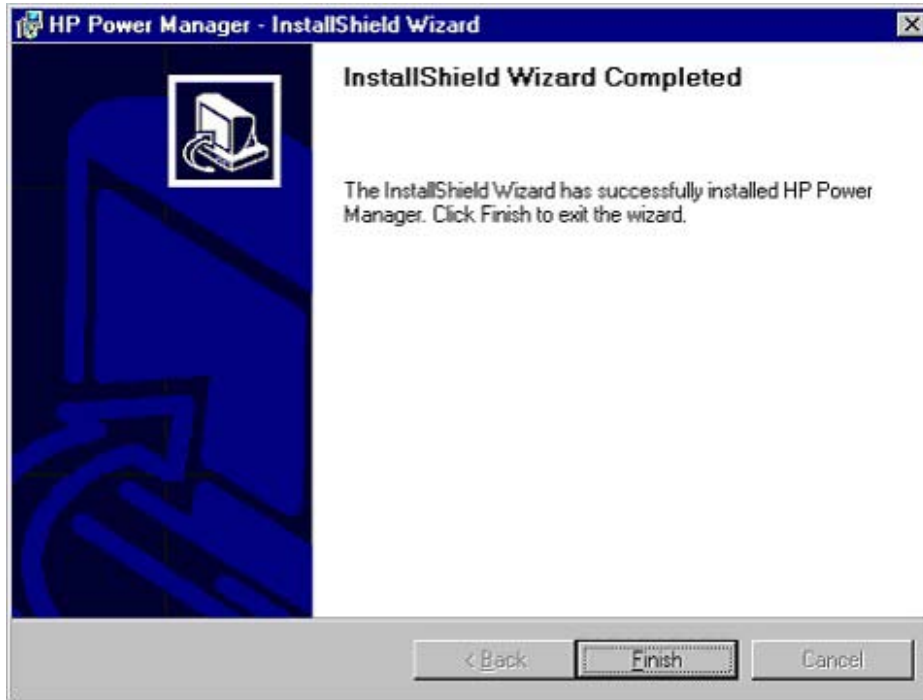 HP Power Manager - InstallShield Wizard
InstallShield Wizard Completed
The InstallShield Wizard has successfully installed HP Power
Manager. Click Finish to exit the wizard.
< Back
Finish
Cancel